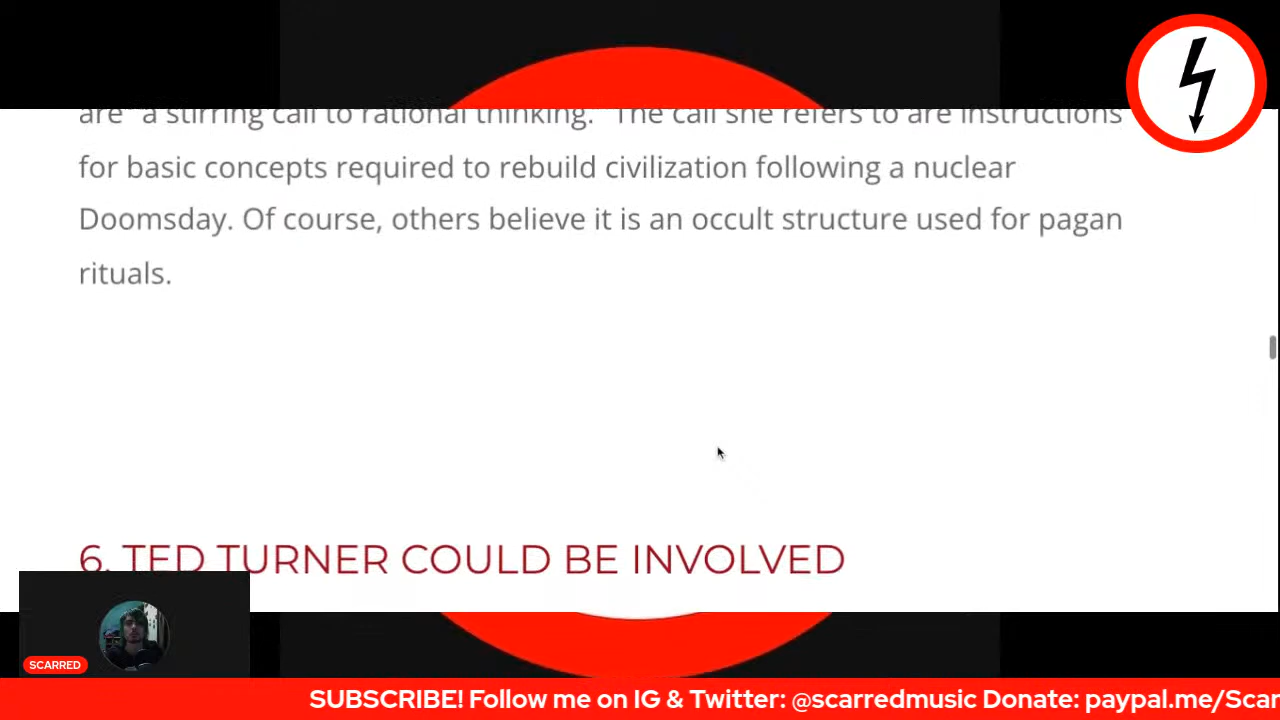 are "a stirring call to rational thinking." The call she refers to are instructions
for basic concepts required to rebuild civilization following a nuclear
Doomsday. Of course, others believe it is an occult structure used for pagan
rituals.
6. TED TURNER COULD BE INVOLVED
SCARRED
SUBSCRIBE! Follow me on IG & Twitter: @scarredmusic Donate: paypal.me/Scar